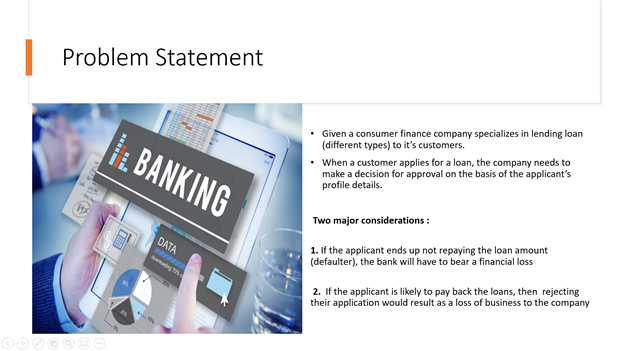 Problem Statement
BANKING
DATA
downloading 70%
• Given a consumer finance company specializes in lending loan
(different types) to it's customers.
• When a customer applies for a loan, the company needs to
make a decision for approval on the basis of the applicant's
profile details.
Two major considerations :
1. If the applicant ends up not repaying the loan amount
(defaulter), the bank will have to bear a financial loss
2. If the applicant is likely to pay back the loans, then rejecting
their application would result as a loss of business to the company